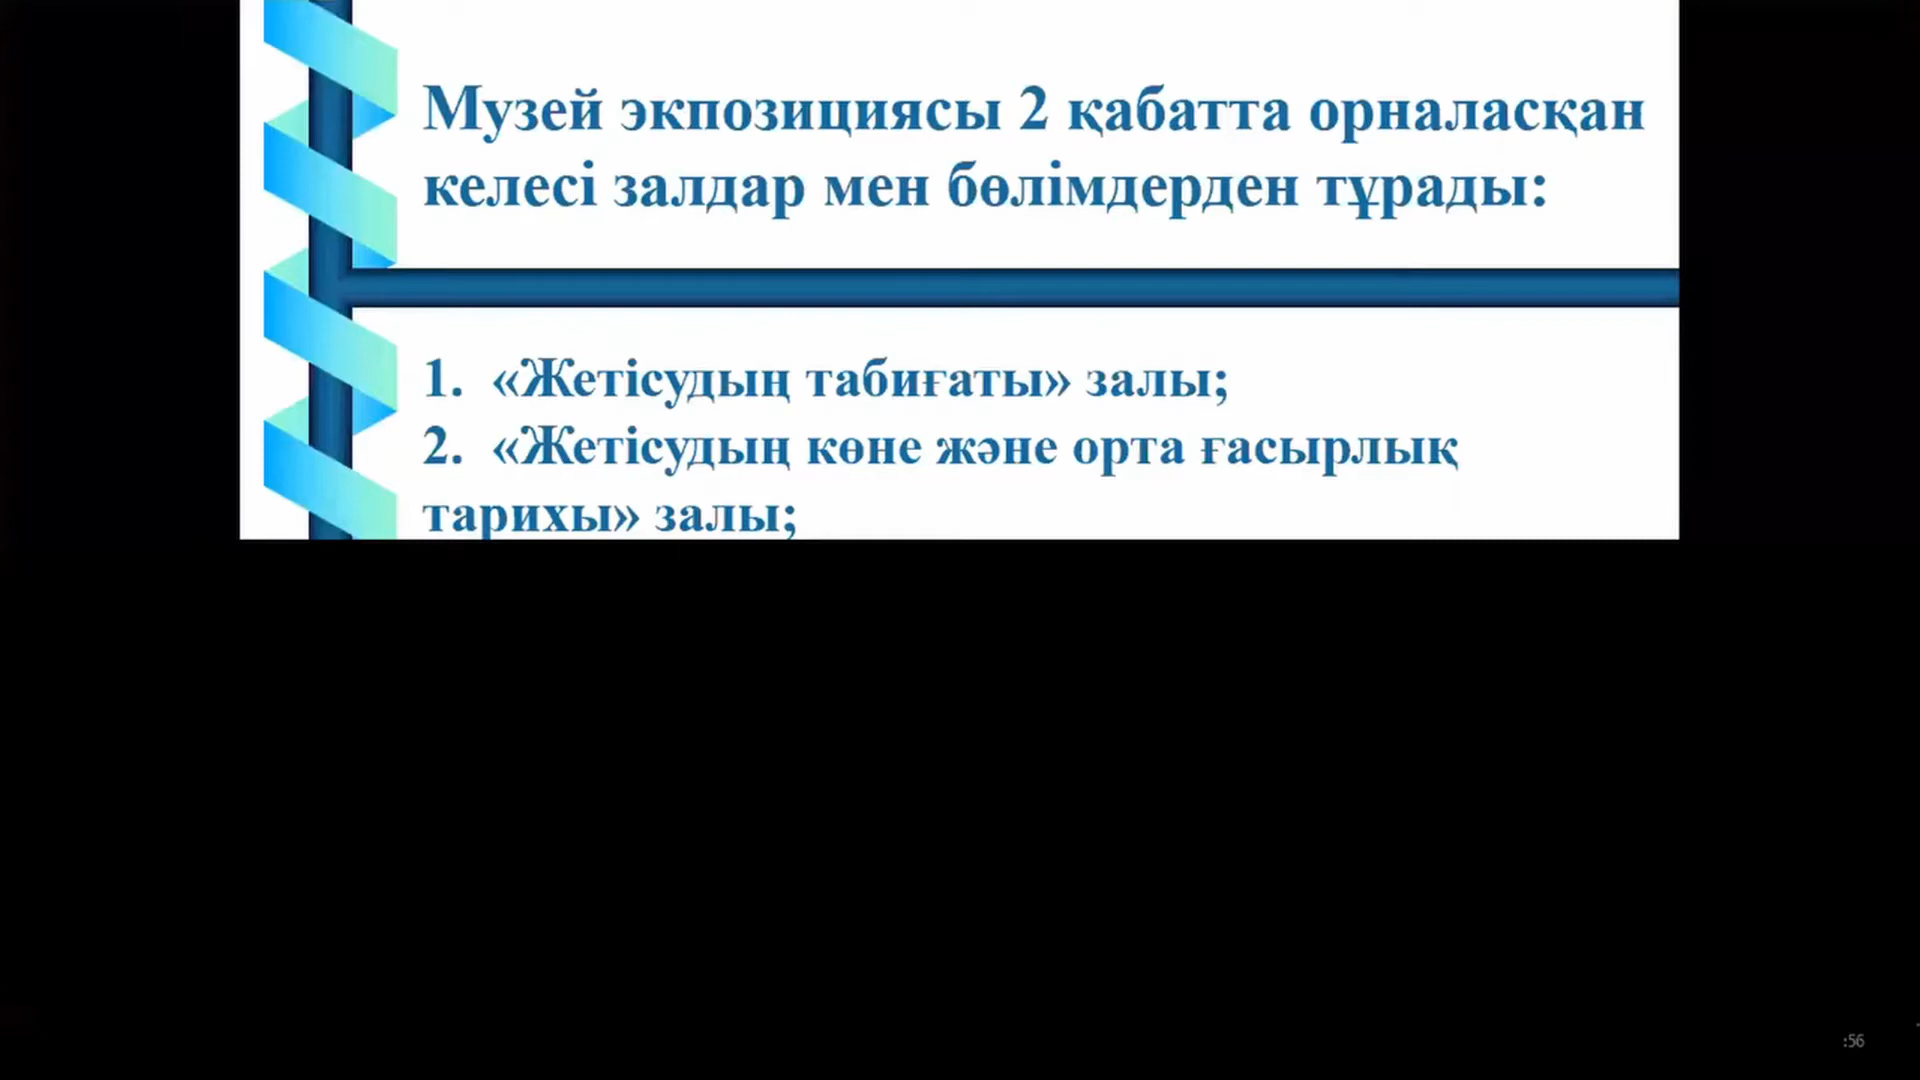 Музей экпозициясы 2 қабатта орналасқан
келесі залдар мен бөлімдерден тұрады:
1. «Жетісудың табиғаты» залы;
2. «Жетісудың көне және орта ғасырлық
тарихы» залы;
:56